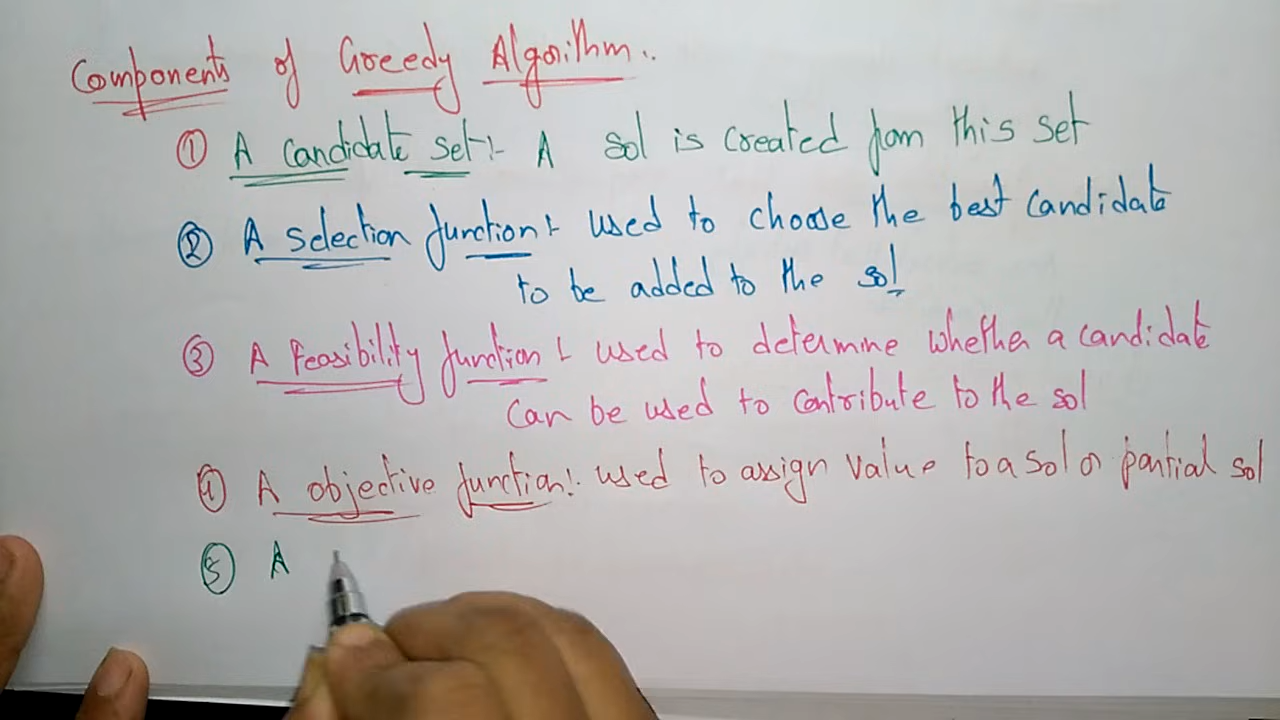 Components of Greedy Algorithm..
① A candidate set:- A sol is created from this set
② A selection function: used to choose the best candidate
to be added to the sol
③ A feasibility function: used to determine whether a candidate
can be used to contribute to the sol
④ A objective function:- used to assign value to a sol or partial sol
⑤ A